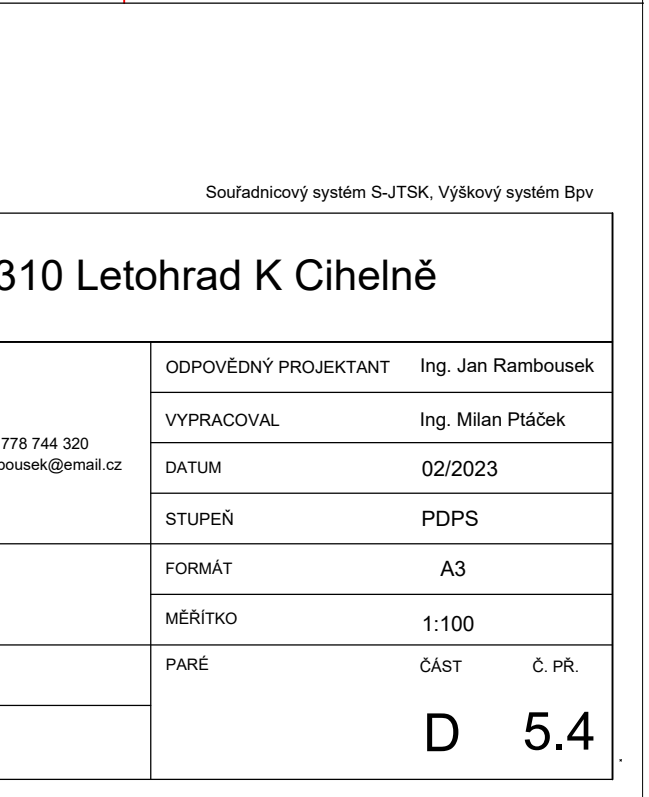 Souřadnicový systém S-JTSK, Výškový systém Bpv
310 Letohrad K Cihelně
ODPOVĚDNÝ PROJEKTANT Ing. Jan Rambousek
VYPRACOVAL Ing. Milan Ptáček
778 744 320
bousek@email.cz
DATUM 02/2023
STUPEŇ PDPS
FORMÁT A3
MĚŘÍTKO 1:100
PARÉ ČÁST Č. PŘ.
D 5.4